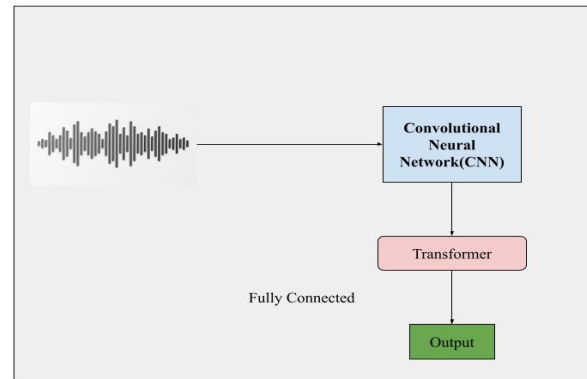 Convolutional
Neural
Network(CNN)
Transformer
Fully Connected
Output